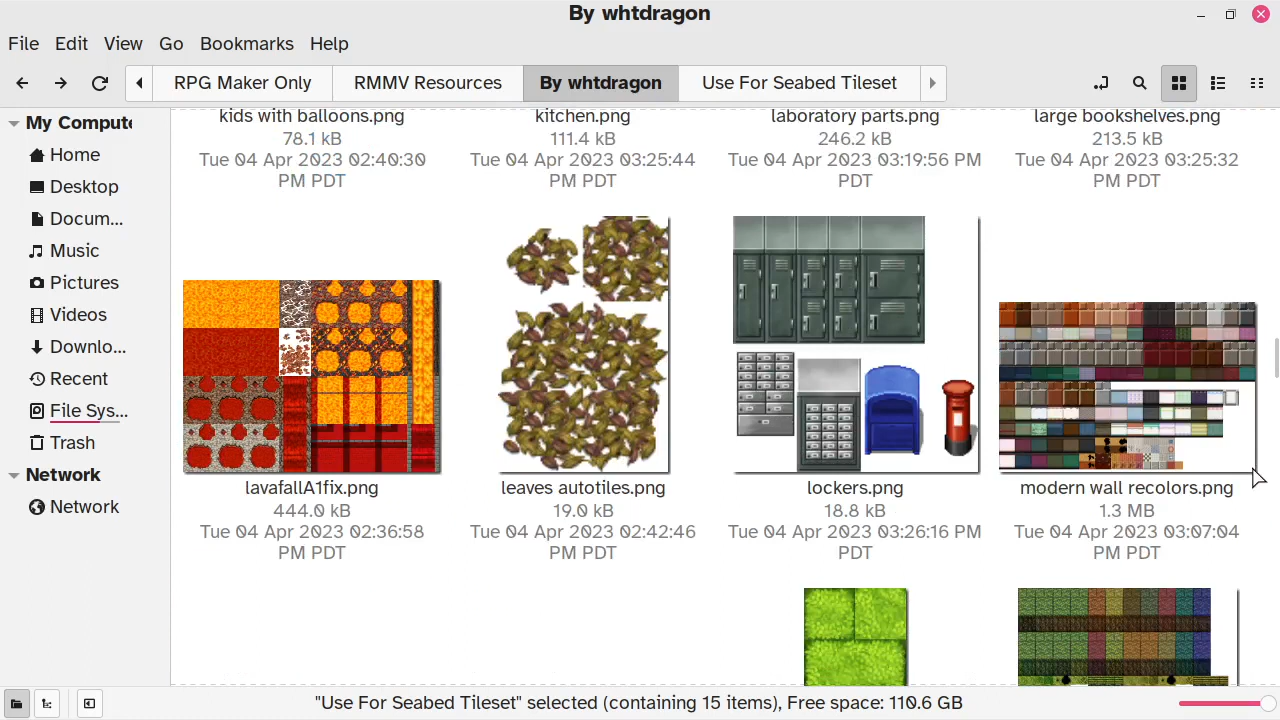 By whtdragon
File Edit View Go Bookmarks Help
RPG Maker Only RMMV Resources By whtdragon Use For Seabed Tileset
My Compute
Home
Desktop
Docum...
Music
Pictures
Videos
Downlo...
Recent
File Sys...
Trash
Network
Network
kids with balloons.png
78.1 kB
Tue 04 Apr 2023 02:40:30
PM PDT
kitchen.png
111.4 kB
Tue 04 Apr 2023 03:25:44
PM PDT
laboratory parts.png
246.2 kB
Tue 04 Apr 2023 03:19:56 PM
PDT
large bookshelves.png
213.5 kB
Tue 04 Apr 2023 03:25:32
PM PDT
lavafallA1fix.png
444.0 kB
Tue 04 Apr 2023 02:36:58
PM PDT
leaves autotiles.png
19.0 kB
Tue 04 Apr 2023 02:42:46
PM PDT
lockers.png
18.8 kB
Tue 04 Apr 2023 03:26:16 PM
PDT
modern wall recolors.png
1.3 MB
Tue 04 Apr 2023 03:07:04
PM PDT
"Use For Seabed Tileset" selected (containing 15 items), Free space: 110.6 GB